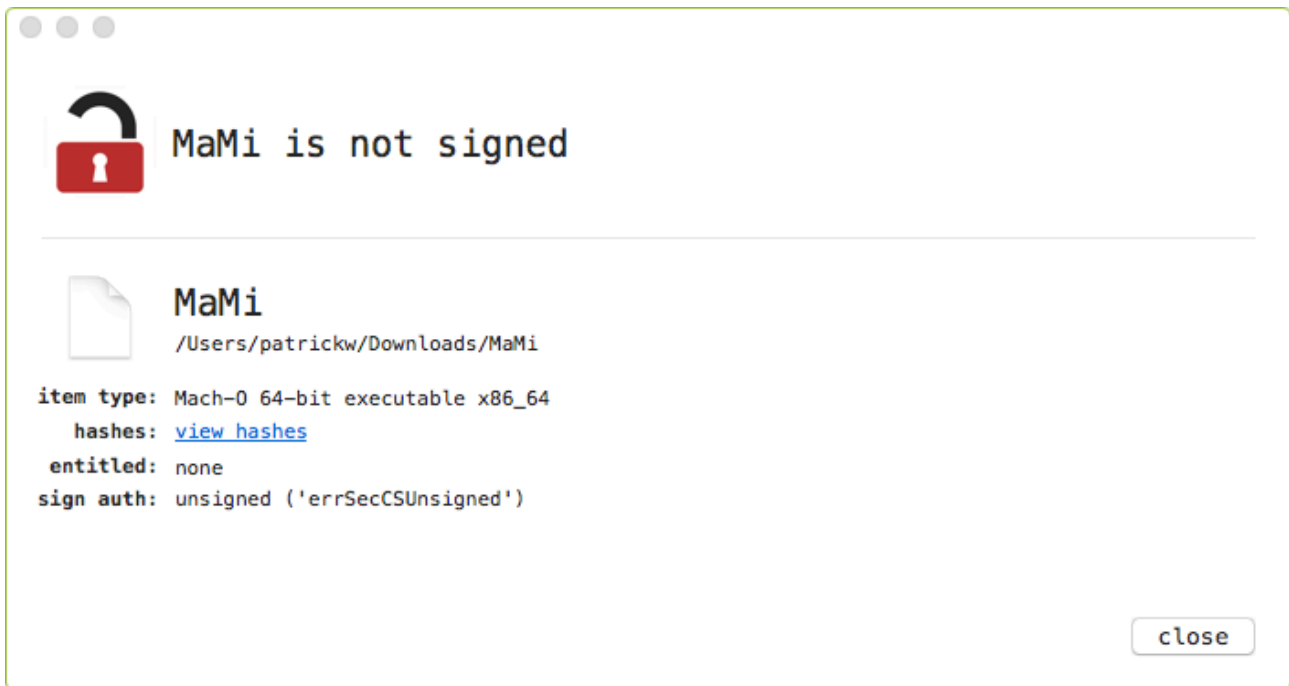 MaMi is not signed
MaMi
/Users/patrickw/Downloads/MaMi
item type: Mach-O 64-bit executable x86_64
hashes: view hashes
entitled: none
sign auth: unsigned ('errSecCSUnsigned')
close